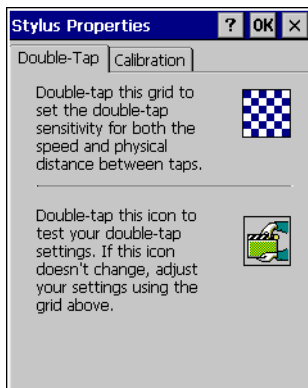 Stylus Properties ? OK ×
Double-Tap Calibration
Double-tap this grid to
set the double-tap
sensitivity for both the
speed and physical
distance between taps.
Double-tap this icon to
test your double-tap
settings. If this icon
doesn't change, adjust
your settings using the
grid above.